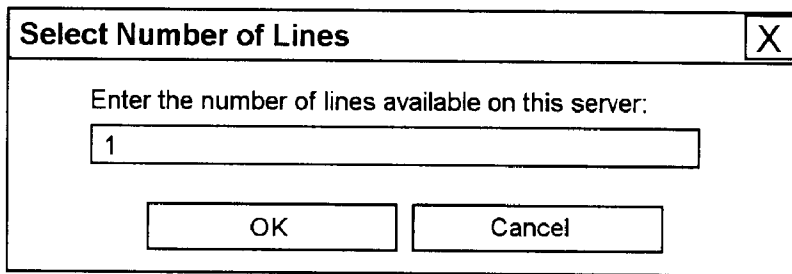 Select Number of Lines X
Enter the number of lines available on this server:
1
OK Cancel